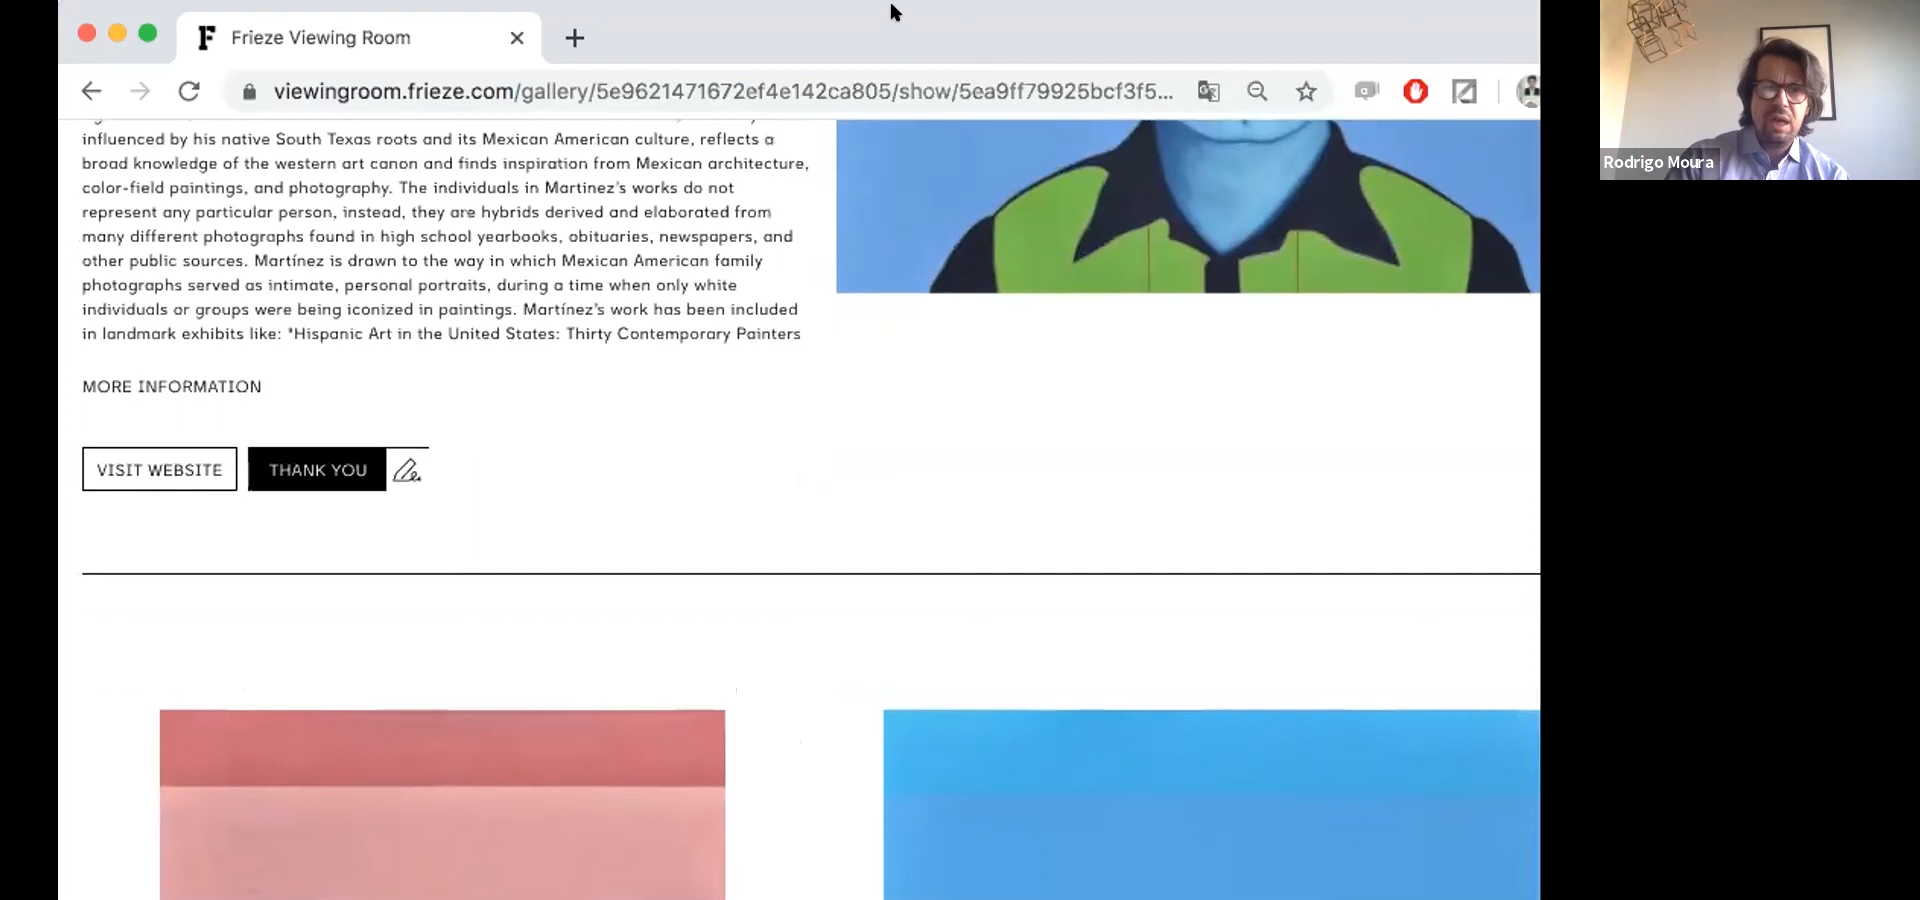 Frieze Viewing Room
viewingroom.frieze.com/gallery/5e9621471672ef4e142ca805/show/5ea9ff79925bcf3f5...
influenced by his native South Texas roots and its Mexican American culture, reflects a
broad knowledge of the western art canon and finds inspiration from Mexican architecture,
color-field paintings, and photography. The individuals in Martinez's works do not
represent any particular person, instead, they are hybrids derived and elaborated from
many different photographs found in high school yearbooks, obituaries, newspapers, and
other public sources. Martínez is drawn to the way in which Mexican American family
photographs served as intimate, personal portraits, during a time when only white
individuals or groups were being iconized in paintings. Martínez's work has been included
in landmark exhibits like: "Hispanic Art in the United States: Thirty Contemporary Painters
MORE INFORMATION
VISIT WEBSITE
THANK YOU
Rodrigo Moura